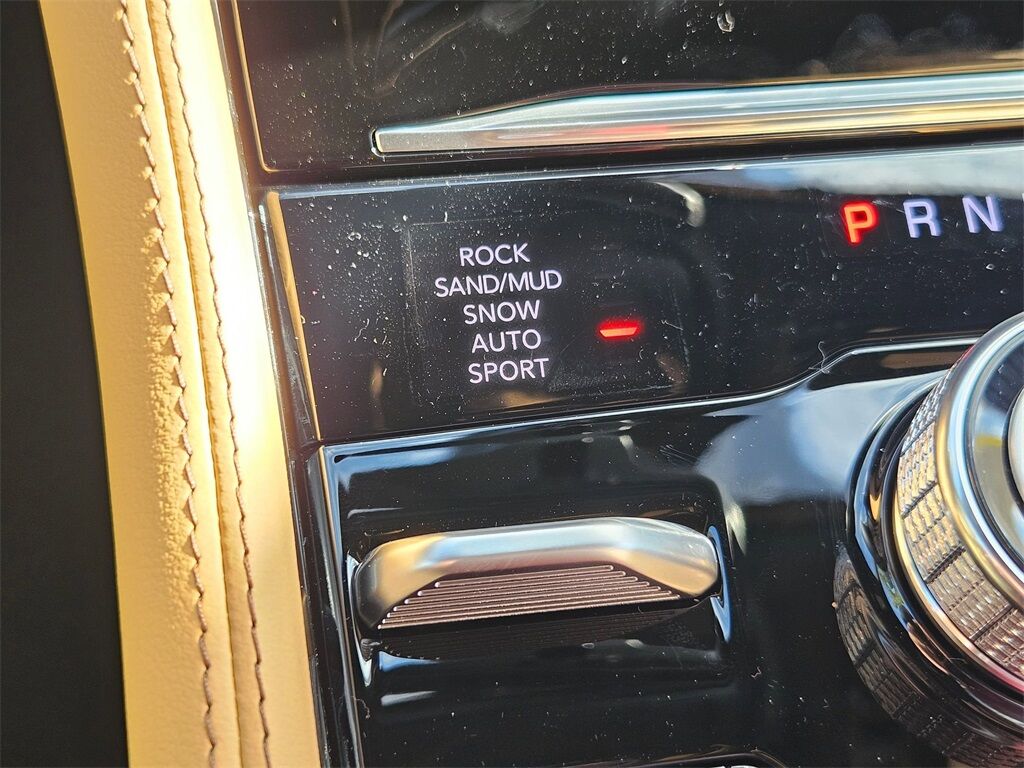 P R N
ROCK
SAND/MUD
SNOW
AUTO
SPORT